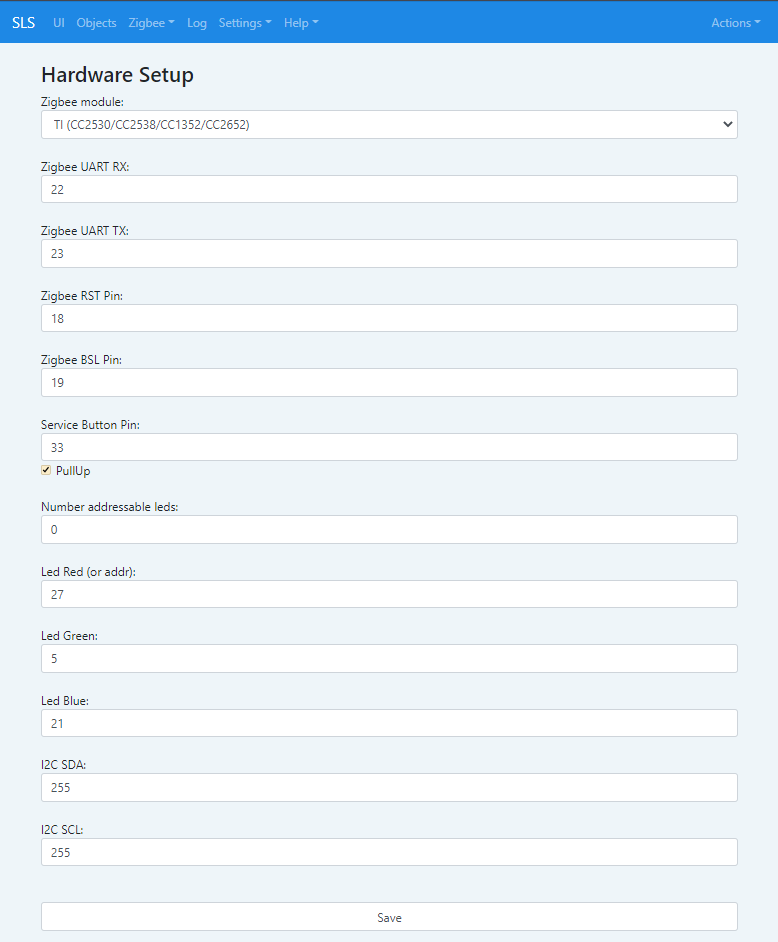 SLS UI Objects Zigbee Log Settings Help Actions
Hardware Setup
Zigbee module:
TI (CC2530/CC2538/CC1352/CC2652)
Zigbee UART RX:
22
Zigbee UART TX:
23
Zigbee RST Pin:
18
Zigbee BSL Pin:
19
Service Button Pin:
33
PullUp
Number addressable leds:
0
Led Red (or addr):
27
Led Green:
5
Led Blue:
21
I2C SDA:
255
I2C SCL:
255
Save